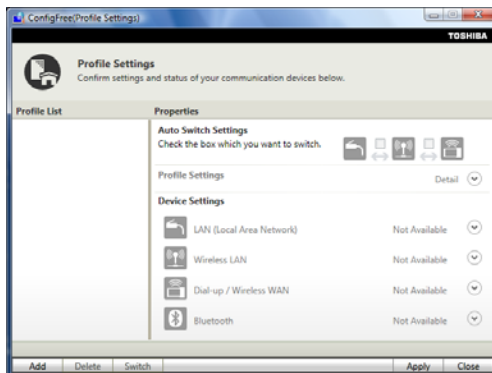 ConfigFree(Profile Settings)
TOSHIBA
Profile Settings
Confirm settings and status of your communication devices below.
Profile List
Properties
Auto Switch Settings
Check the box which you want to switch.
Profile Settings
Detail
Device Settings
LAN (Local Area Network)
Not Available
Wireless LAN
Not Available
Dial-up / Wireless WAN
Not Available
Bluetooth
Not Available
Add
Delete
Switch
Apply
Close